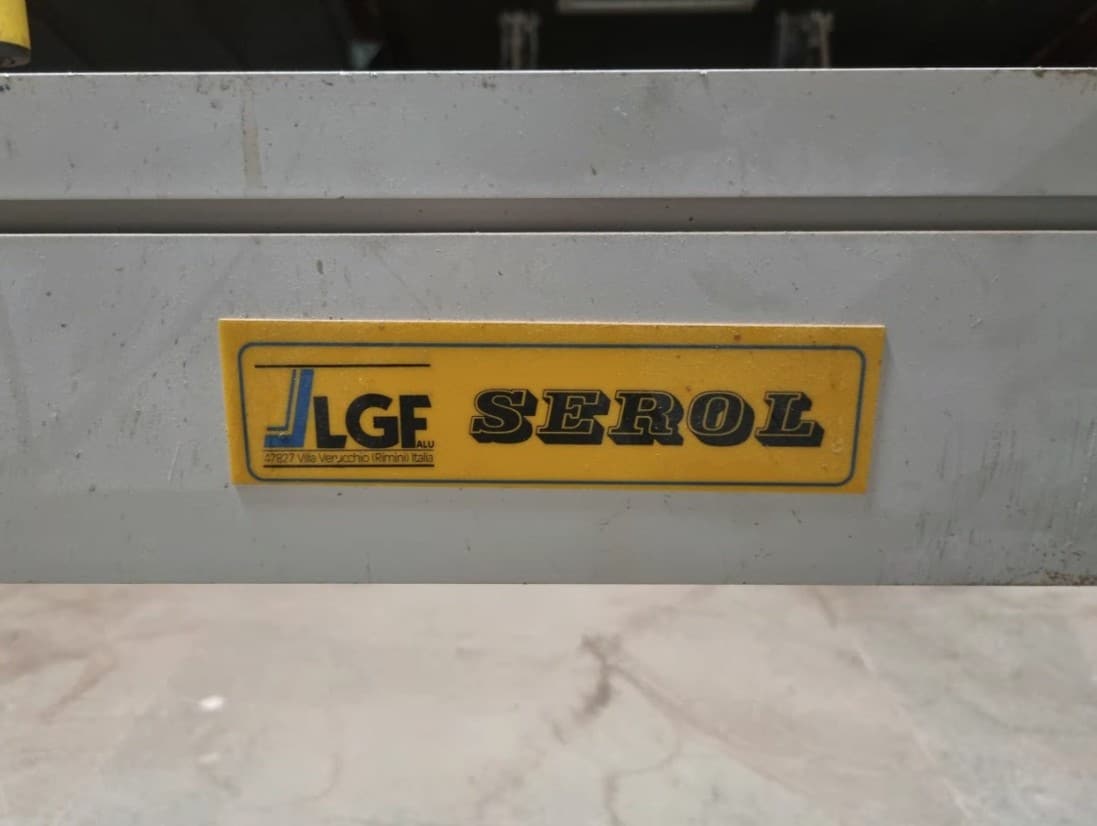 LGF
ALU
47827 Villa Verucchio (Rimini) Italia
SEROL